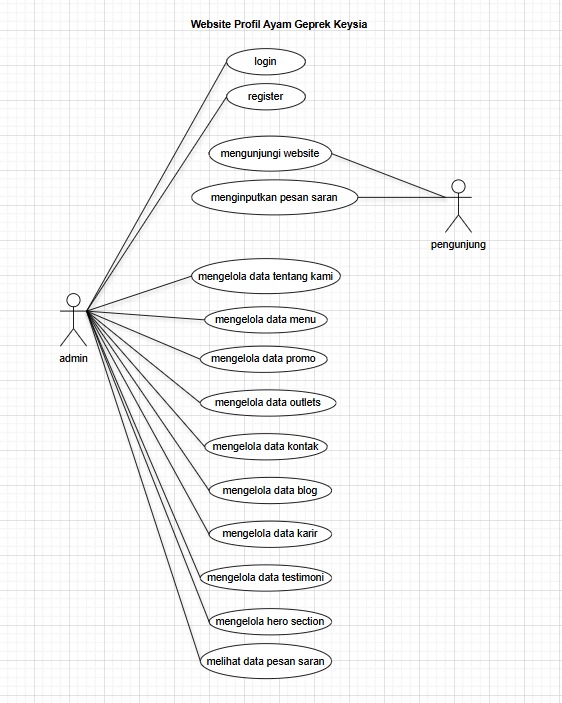 Website Profil Ayam Geprek Keysia
login
register
mengunjungi website
menginputkan pesan saran
pengunjung
mengelola data tentang kami
mengelola data menu
admin
mengelola data promo
mengelola data outlets
mengelola data kontak
mengelola data blog
mengelola data karir
mengelola data testimoni
mengelola hero section
melihat data pesan saran